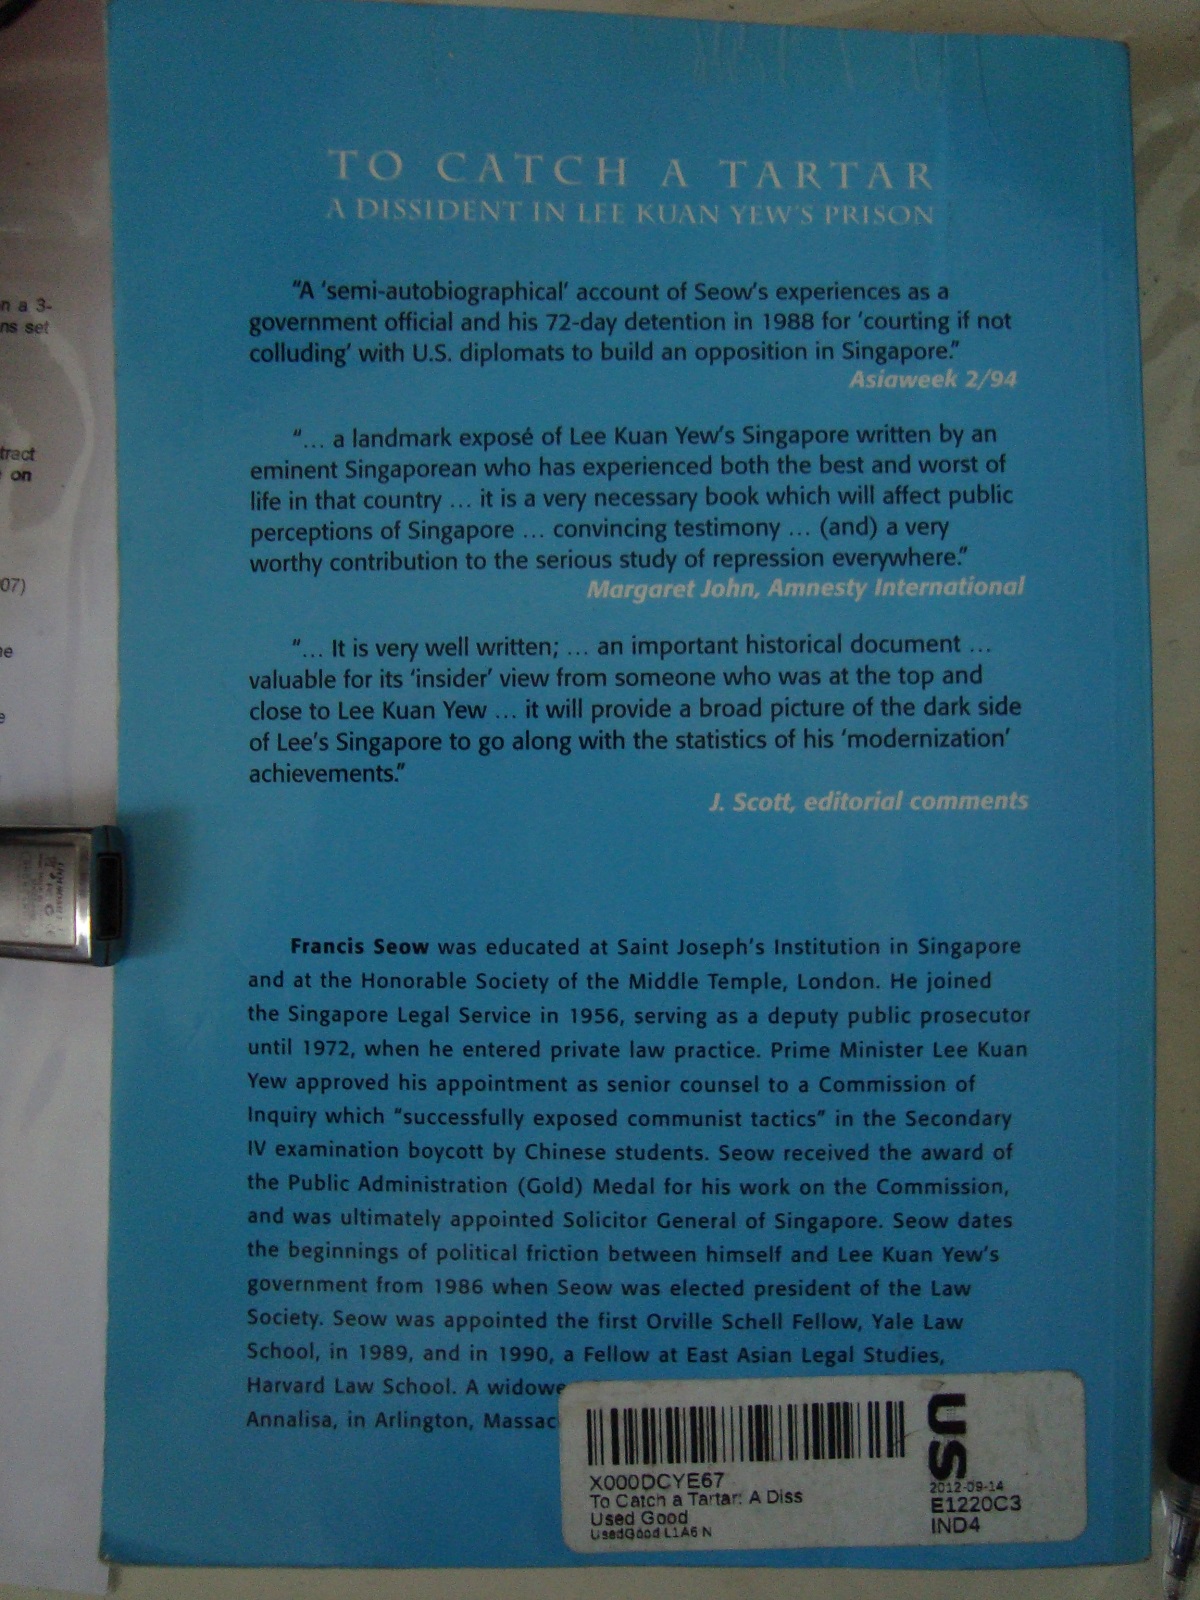 TO CATCH A TARTAR
A DISSIDENT IN LEE KUAN YEW'S PRISON
"A 'semi-autobiographical' account of Seow's experiences as a
government official and his 72-day detention in 1988 for 'courting if not
colluding' with U.S. diplomats to build an opposition in Singapore."
Asiaweek 2/94
"... a landmark exposé of Lee Kuan Yew's Singapore written by an
eminent Singaporean who has experienced both the best and worst of
life in that country ... it is a very necessary book which will affect public
perceptions of Singapore ... convincing testimony ... (and) a very
worthy contribution to the serious study of repression everywhere."
Margaret John, Amnesty International
"... It is very well written; ... an important historical document ...
valuable for its 'insider' view from someone who was at the top and
close to Lee Kuan Yew ... it will provide a broad picture of the dark side
of Lee's Singapore to go along with the statistics of his 'modernization'
achievements."
J. Scott, editorial comments
Francis Seow was educated at Saint Joseph's Institution in Singapore
and at the Honorable Society of the Middle Temple, London. He joined
the Singapore Legal Service in 1956, serving as a deputy public prosecutor
until 1972, when he entered private law practice. Prime Minister Lee Kuan
Yew approved his appointment as senior counsel to a Commission of
Inquiry which "successfully exposed communist tactics" in the Secondary
IV examination boycott by Chinese students. Seow received the award of
the Public Administration (Gold) Medal for his work on the Commission,
and was ultimately appointed Solicitor General of Singapore. Seow dates
the beginnings of political friction between himself and Lee Kuan Yew's
government from 1986 when Seow was elected president of the Law
Society. Seow was appointed the first Orville Schell Fellow, Yale Law
School, in 1989, and in 1990, a Fellow at East Asian Legal Studies,
Harvard Law School. A widowe
Annalisa, in Arlington, Massac
X000DCYE67
To Catch a Tartar: A Diss
Used Good
UsedGood L1A6 N
US
2012-09-14
E1220C3
IND4
n a 3-
ns set
tract
on
07)